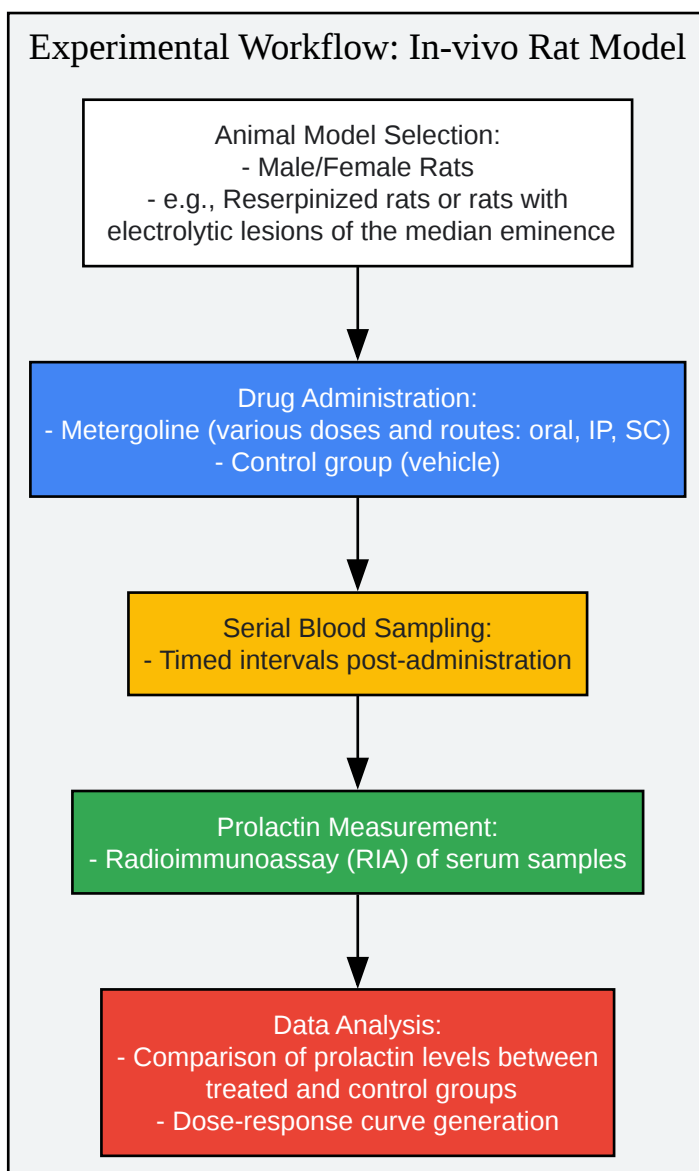 Experimental Workflow: In-vivo Rat Model
Animal Model Selection:
- Male/Female Rats
- e.g., Reserpinized rats or rats with
electrolytic lesions of the median eminence
Drug Administration:
- Metergoline (various doses and routes: oral, IP, SC)
- Control group (vehicle)
Serial Blood Sampling:
- Timed intervals post-administration
Prolactin Measurement:
- Radioimmunoassay (RIA) of serum samples
Data Analysis:
- Comparison of prolactin levels between
treated and control groups
- Dose-response curve generation